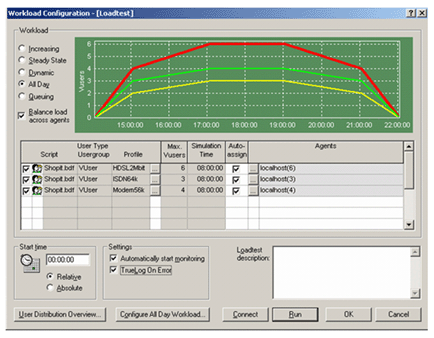 Workload Configuration - [Loadtest]
Workload
Increasing
Steady State
Dynamic
All Day
Queuing
Balance load
across agents
Vusers
6
5
4
3
2
1
0
15:00:00 16:00:00 17:00:00 18:00:00 19:00:00 20:00:00 21:00:00 22:00:00
Script User Type Usergroup Profile Max. Vusers Simulation Time Auto-assign Agents
Shopit.bdf VUser HDSL2Mbit ... 6 08:00:00 ... localhost(6)
Shopit.bdf VUser ISDN64k ... 3 08:00:00 ... localhost(3)
Shopit.bdf VUser Modem56k ... 4 08:00:00 ... localhost(4)
Start time
00:00:00
Relative
Absolute
Settings
Automatically start monitoring
TrueLog On Error
Loadtest
description:
User Distribution Overview... Configure All Day Workload... Connect Run OK Cancel